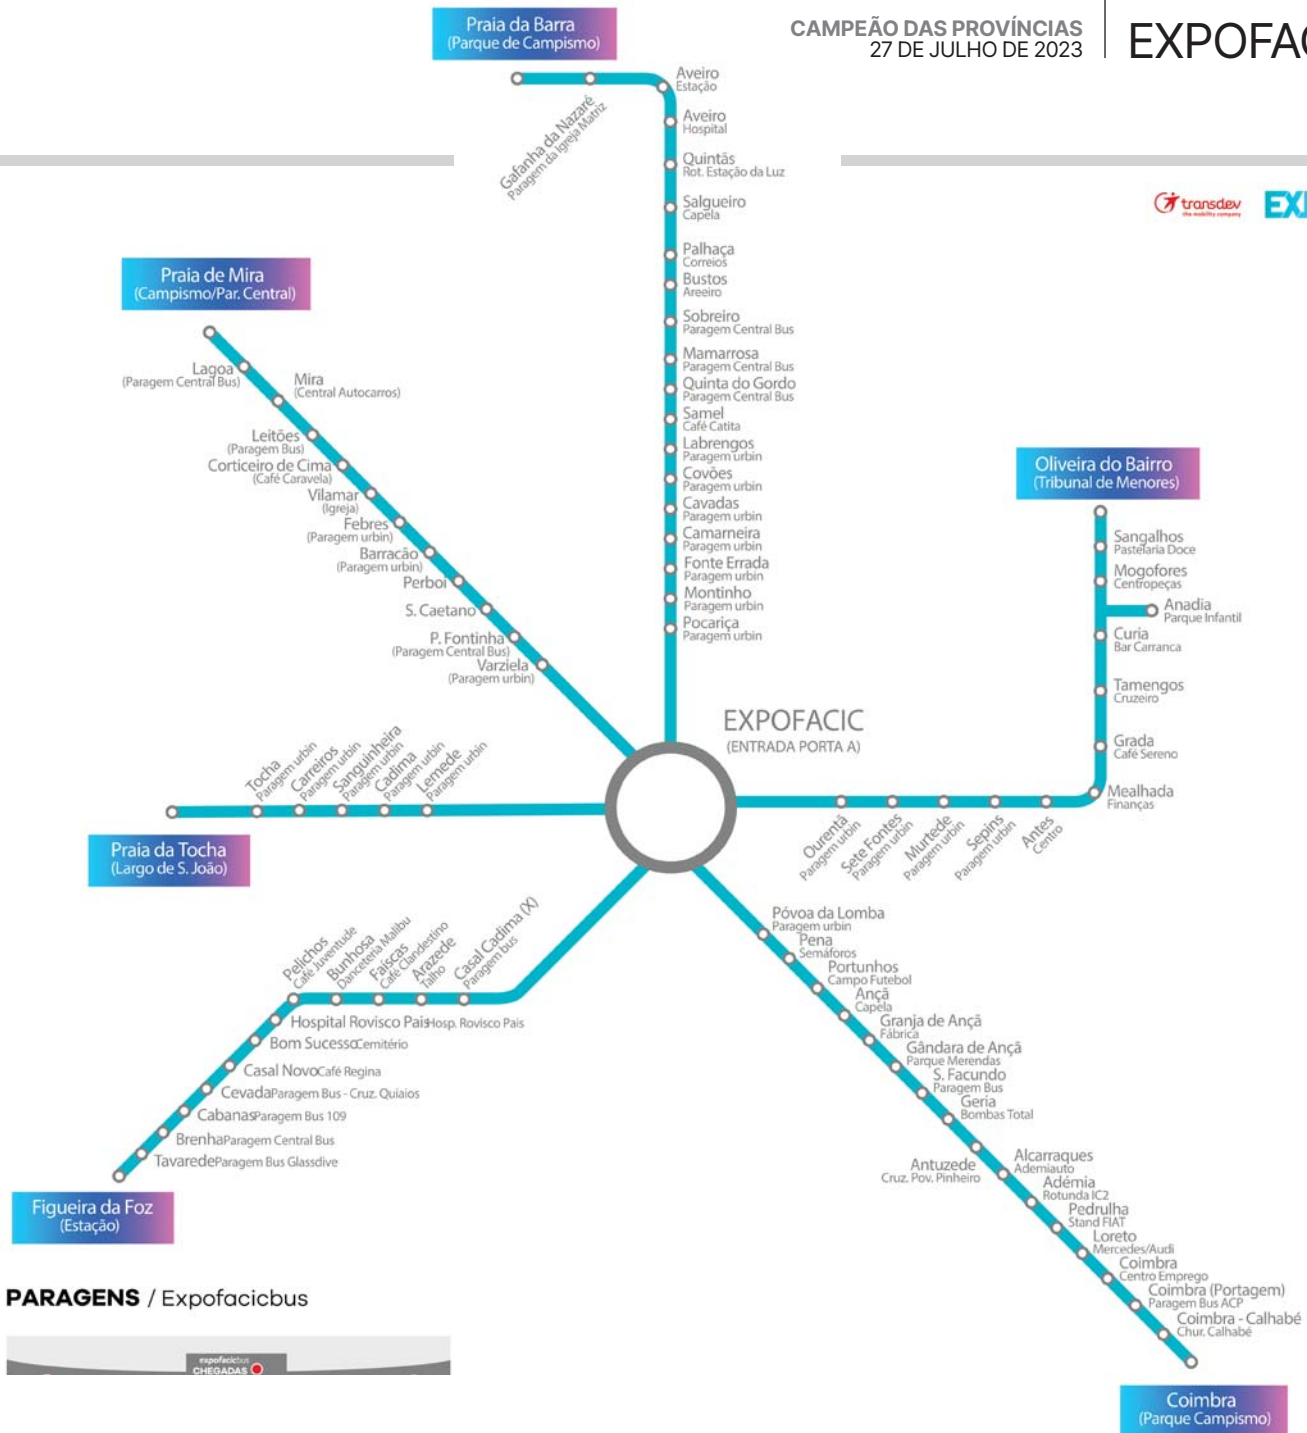 Praia da Barra
(Parque de Campismo)
CAMPEÃO DAS PROVÍNCIAS
27 DE JULHO DE 2023
EXPOFAC
Gafanha da Nazaré
Paragem da Igreja Matriz
Aveiro
Estação
Aveiro
Hospital
Quintãs
Rot. Estação da Luz
Salgueiro
Capela
Palhaça
Correios
Bustos
Areeiro
Sobreiro
Paragem Central Bus
Mamarrosa
Paragem Central Bus
Quinta do Gordo
Paragem Central Bus
Samel
Café Catita
Labrengos
Paragem urbin
Covões
Paragem urbin
Cavadas
Paragem urbin
Camarneira
Paragem urbin
Fonte Errada
Paragem urbin
Montinho
Paragem urbin
Pocariça
Paragem urbin
transdev
the mobility company
EX
Praia de Mira
(Campismo/Par. Central)
Lagoa
(Paragem Central Bus)
Mira
(Central Autocarros)
Leitões
(Paragem Bus)
Corticeiro de Cima
(Café Caravela)
Vilamar
(Igreja)
Febres
(Paragem urbin)
Barracão
(Paragem urbin)
Perboi
S. Caetano
P. Fontinha
(Paragem Central Bus)
Varziela
(Paragem urbin)
Oliveira do Bairro
(Tribunal de Menores)
Sangalhos
Pastelaria Doce
Mogofores
Centropeças
Anadia
Parque Infantil
Curia
Bar Carranca
Tamengos
Cruzeiro
Grada
Café Sereno
Mealhada
Finanças
EXPOFACIC
(ENTRADA PORTA A)
Tocha
Paragem urbin
Carreiros
Paragem urbin
Sanguinheira
Paragem urbin
Cadima
Paragem urbin
Lemede
Paragem urbin
Praia da Tocha
(Largo de S. João)
Ourentã
Paragem urbin
Sete Fontes
Paragem urbin
Murtede
Paragem urbin
Sepins
Paragem urbin
Antes
Centro
Pelichos
Café Juventude
Bunhosa
Danceteria Malibu
Faíscas
Café Clandestino
Arazede
Talho
Casal Cadima (X)
Paragem bus
Hospital Rovisco Pais Hosp. Rovisco Pais
Bom Sucesso Cemitério
Casal Novo Café Regina
Cevada Paragem Bus - Cruz. Quiaios
Cabanas Paragem Bus 109
Brenha Paragem Central Bus
Tavarede Paragem Bus Glassdive
Figueira da Foz
(Estação)
Póvoa da Lomba
Paragem urbin
Pena
Semáforos
Portunhos
Campo Futebol
Ançã
Capela
Granja de Ançã
Fábrica
Gândara de Ançã
Parque Merendas
S. Facundo
Paragem Bus
Geria
Bombas Total
Antuzede
Cruz. Pov. Pinheiro
Alcarraques
Ademiauto
Adémia
Rotunda IC2
Pedrulha
Stand FIAT
Loreto
Mercedes/Audi
Coimbra
Centro Emprego
Coimbra (Portagem)
Paragem Bus ACP
Coimbra - Calhabé
Chur. Calhabé
Coimbra
(Parque Campismo)
PARAGENS / Expofacicbus
expofacicbus
CHEGADAS